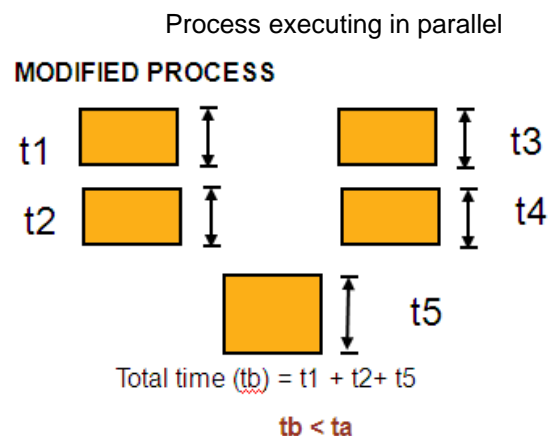 Process executing in parallel
MODIFIED PROCESS
t1
t3
t2
t4
t5
Total time (tb) = t1 + t2+ t5
tb < ta